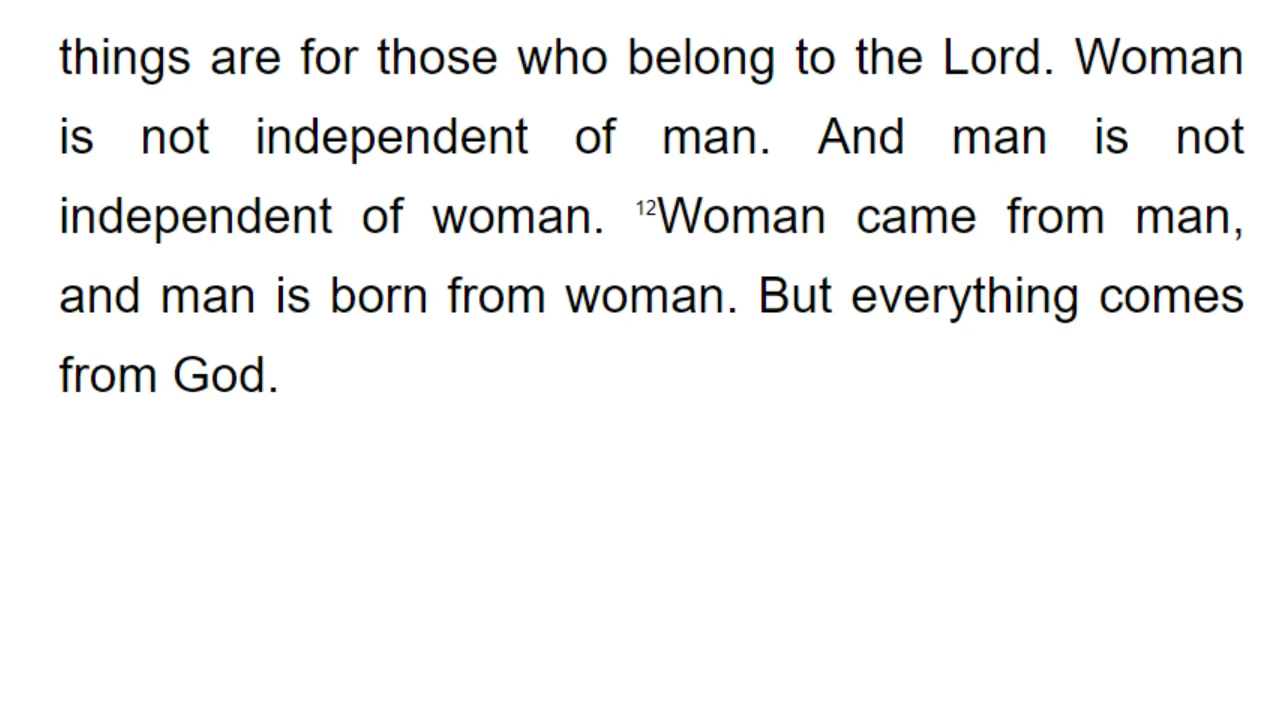 things are for those who belong to the Lord. Woman
is not independent of man. And man is not
independent of woman. ¹²Woman came from man,
and man is born from woman. But everything comes
from God.